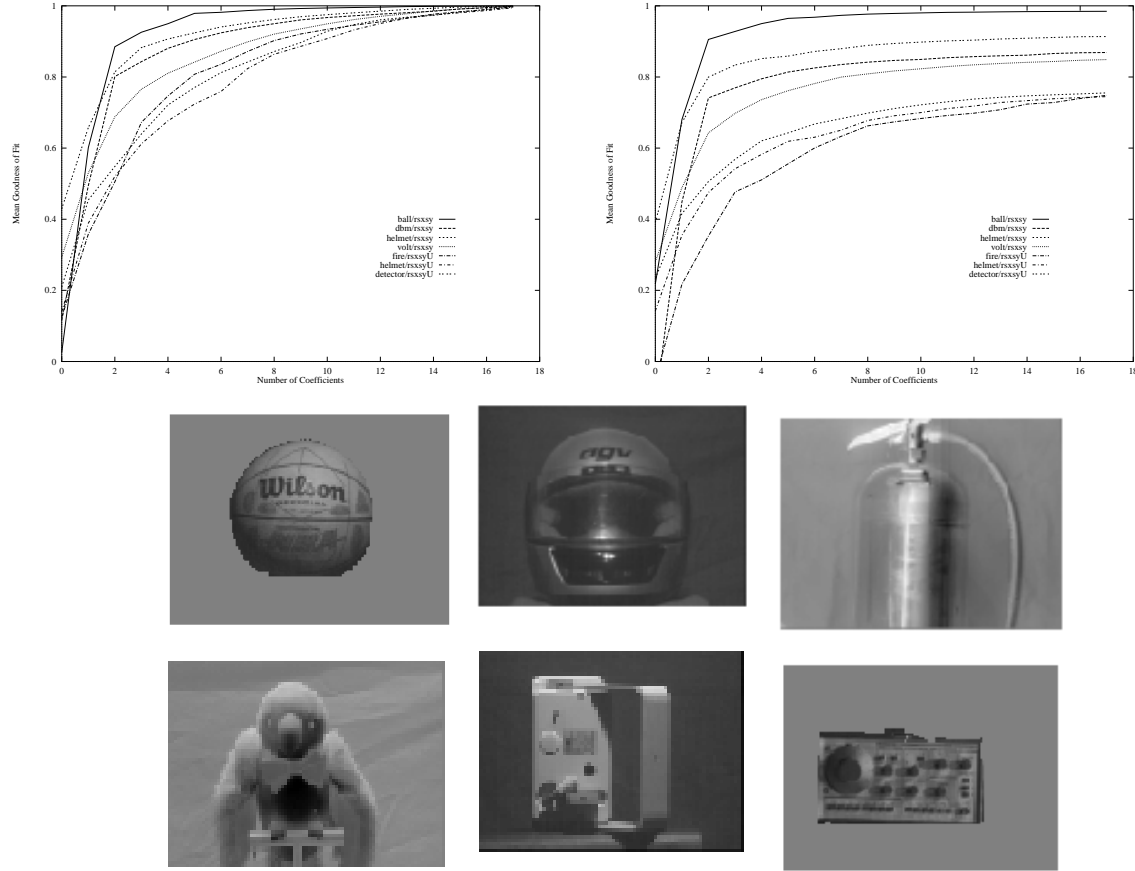 1
0.8
0.6
0.4
0.2
0
0 2 4 6 8 10 12 14 16 18
Mean Goodness of Fit
Number of Coefficients
ball/rsxsy
dbm/rsxsy
helmet/rsxsy
volt/rsxsy
fire/rsxsyU
helmet/rsxsyU
detector/rsxsyU
1
0.8
0.6
0.4
0.2
0
0 2 4 6 8 10 12 14 16 18
Mean Goodness of Fit
Number of Coefficients
ball/rsxsy
dbm/rsxsy
helmet/rsxsy
volt/rsxsy
fire/rsxsyU
helmet/rsxsyU
detector/rsxsyU
Wilson
agv